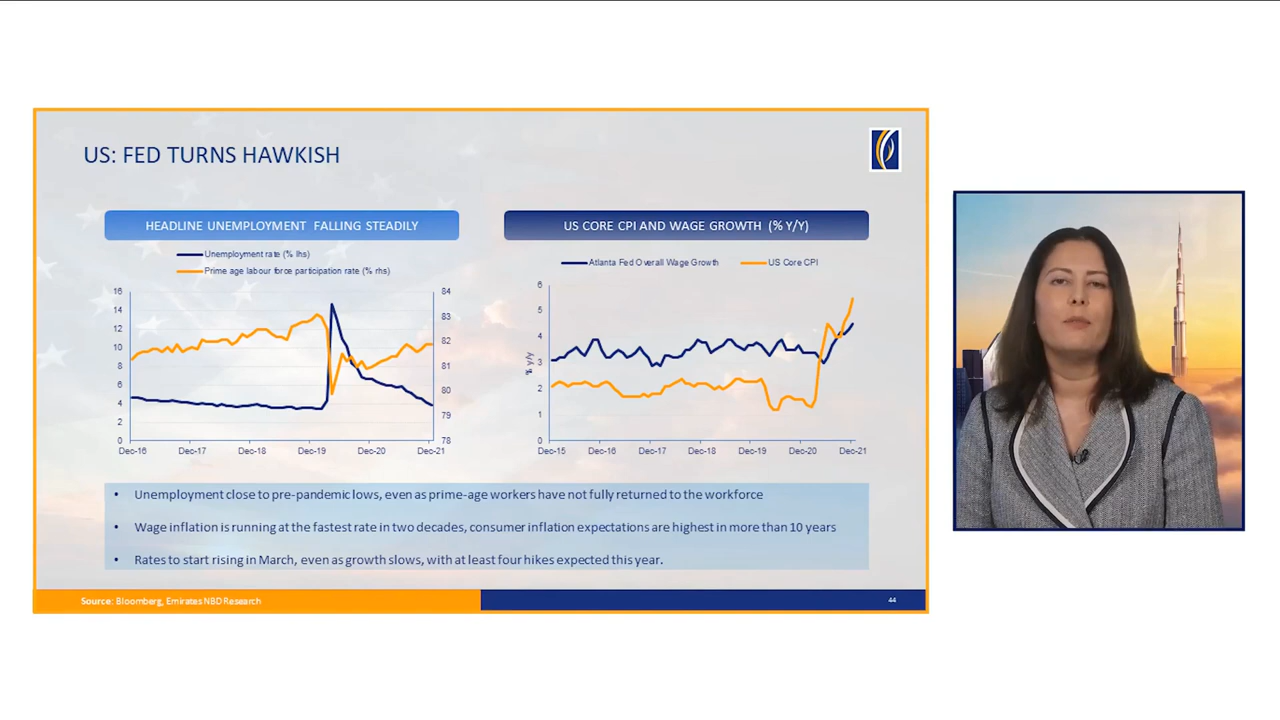 US: FED TURNS HAWKISH
HEADLINE UNEMPLOYMENT FALLING STEADILY
Unemployment rate (% lhs)
Prime age labour force participation rate (% rhs)
16
14
12
10
8
6
4
2
0
84
83
82
81
80
79
78
Dec-16 Dec-17 Dec-18 Dec-19 Dec-20 Dec-21
US CORE CPI AND WAGE GROWTH (% Y/Y)
Atlanta Fed Overall Wage Growth US Core CPI
% y/y
6
5
4
3
2
1
0
Dec-15 Dec-16 Dec-17 Dec-18 Dec-19 Dec-20 Dec-21
• Unemployment close to pre-pandemic lows, even as prime-age workers have not fully returned to the workforce
• Wage inflation is running at the fastest rate in two decades, consumer inflation expectations are highest in more than 10 years
• Rates to start rising in March, even as growth slows, with at least four hikes expected this year.
Source: Bloomberg, Emirates NBD Research
44